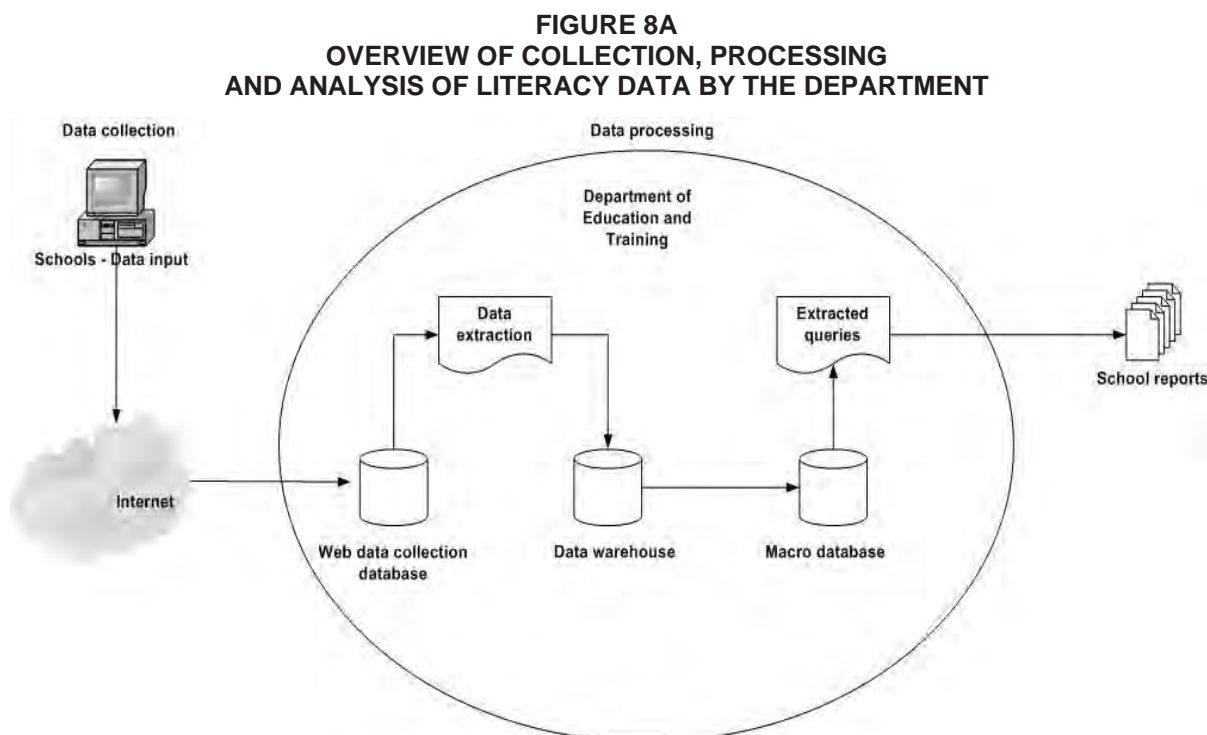 FIGURE 8A
OVERVIEW OF COLLECTION, PROCESSING
AND ANALYSIS OF LITERACY DATA BY THE DEPARTMENT
Data collection
Data processing
Department of
Education and
Training
Schools - Data input
Data
extraction
Extracted
queries
School reports
Internet
Web data collection
database
Data warehouse
Macro database